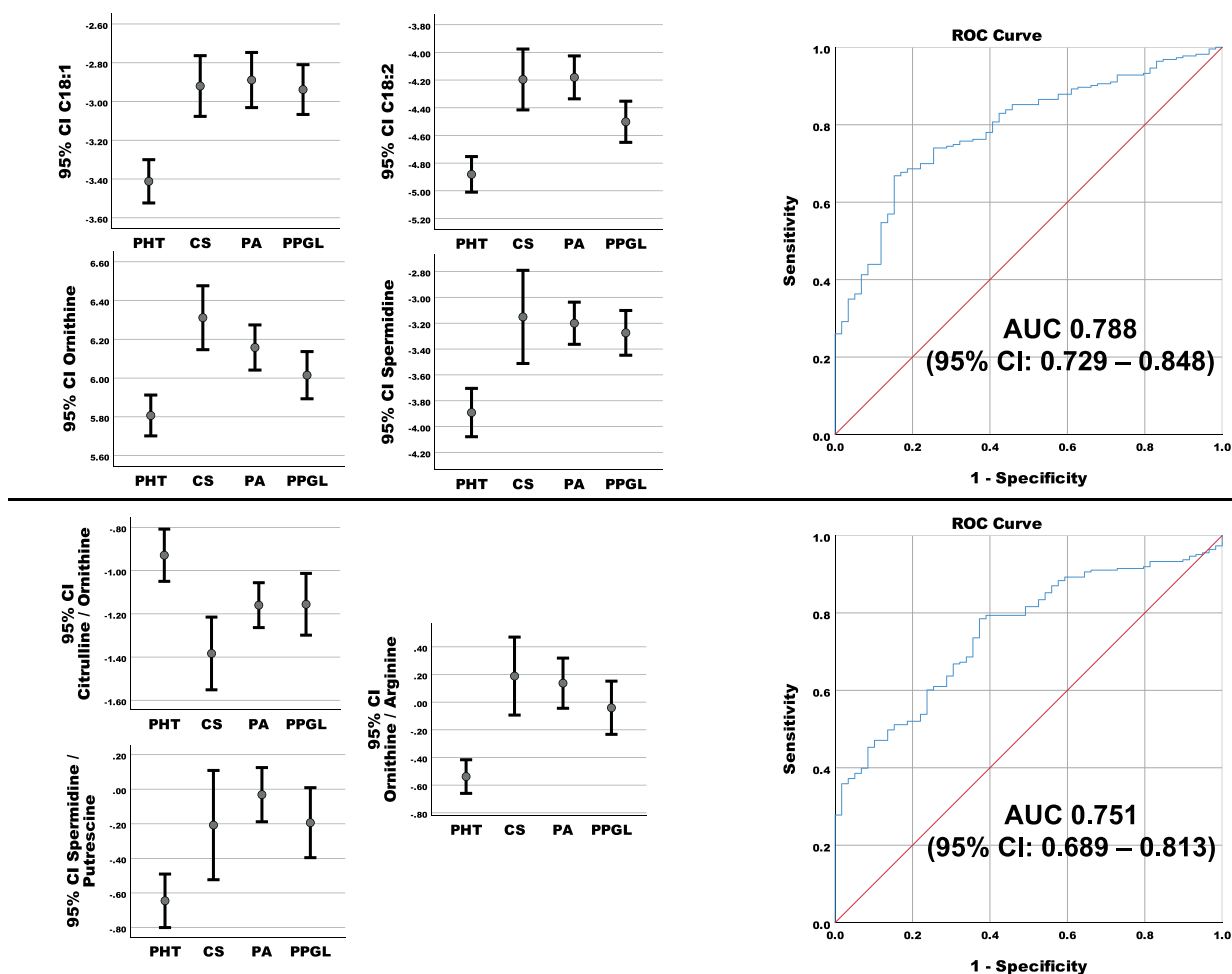 95% CI C18:1
-2.60
-2.80
-3.00
-3.20
-3.40
-3.60
PHT CS PA PPGL
95% CI C18:2
-3.80
-4.00
-4.20
-4.40
-4.60
-4.80
-5.00
-5.20
PHT CS PA PPGL
95% CI Ornithine
6.60
6.40
6.20
6.00
5.80
5.60
PHT CS PA PPGL
95% CI Spermidine
-2.80
-3.00
-3.20
-3.40
-3.60
-3.80
-4.00
-4.20
PHT CS PA PPGL
ROC Curve
Sensitivity
1.0
0.8
0.6
0.4
0.2
0.0
AUC 0.788
(95% CI: 0.729 – 0.848)
0.0 0.2 0.4 0.6 0.8 1.0
1 - Specificity
95% CI
Citrulline / Ornithine
-.80
-1.00
-1.20
-1.40
-1.60
PHT CS PA PPGL
95% CI Spermidine /
Putrescine
.20
.00
-.20
-.40
-.60
-.80
PHT CS PA PPGL
95% CI
Ornithine / Arginine
.40
.20
.00
-.20
-.40
-.60
-.80
PHT CS PA PPGL
ROC Curve
Sensitivity
1.0
0.8
0.6
0.4
0.2
0.0
AUC 0.751
(95% CI: 0.689 – 0.813)
0.0 0.2 0.4 0.6 0.8 1.0
1 - Specificity